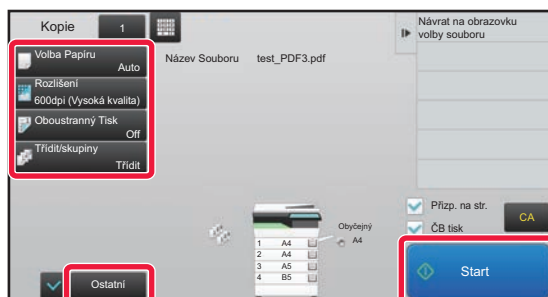 Kopie
1
Návrat na obrazovku
volby souboru
Volba Papíru
Auto
Název Souboru
test_PDF3.pdf
Rozlišení
600dpi (Vysoká kvalita)
Oboustranný Tisk
Off
Třídit/skupiny
Třídit
Přizp. na str.
ČB tisk
CA
Obyčejný
A4
1 A4
2 A4
3 A5
4 B5
Ostatní
Start